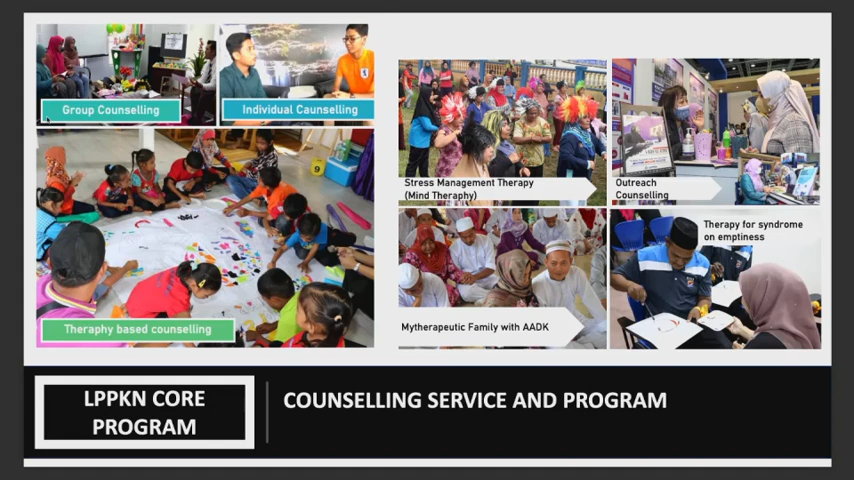 Group Counselling
Individual Caunselling
Theraphy based counselling
Stress Management Therapy
(Mind Theraphy)
Outreach
Counselling
Mytherapeutic Family with AADK
Therapy for syndrome
on emptiness
9
LPPKN CORE
PROGRAM
COUNSELLING SERVICE AND PROGRAM